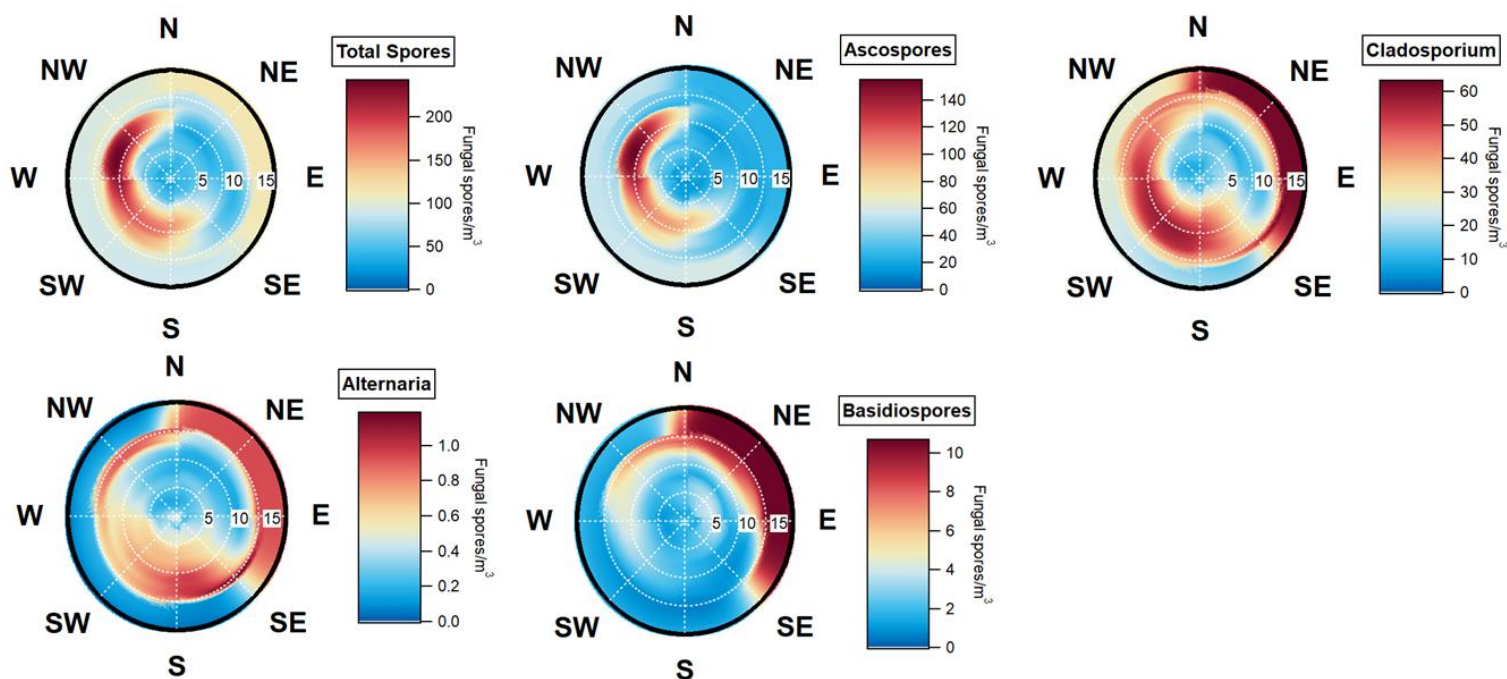 Total Spores
N
NE
E
SE
S
SW
W
NW
5
10
15
200
150
100
50
0
Fungal spores/m³
Ascospores
N
NE
E
SE
S
SW
W
NW
5
10
15
140
120
100
80
60
40
20
0
Fungal spores/m³
Cladosporium
N
NE
E
SE
S
SW
W
NW
5
10
15
60
50
40
30
20
10
0
Fungal spores/m³
Alternaria
N
NE
E
SE
S
SW
W
NW
5
10
15
1.0
0.8
0.6
0.4
0.2
0.0
Fungal spores/m³
Basidiospores
N
NE
E
SE
S
SW
W
NW
5
10
15
10
8
6
4
2
0
Fungal spores/m³